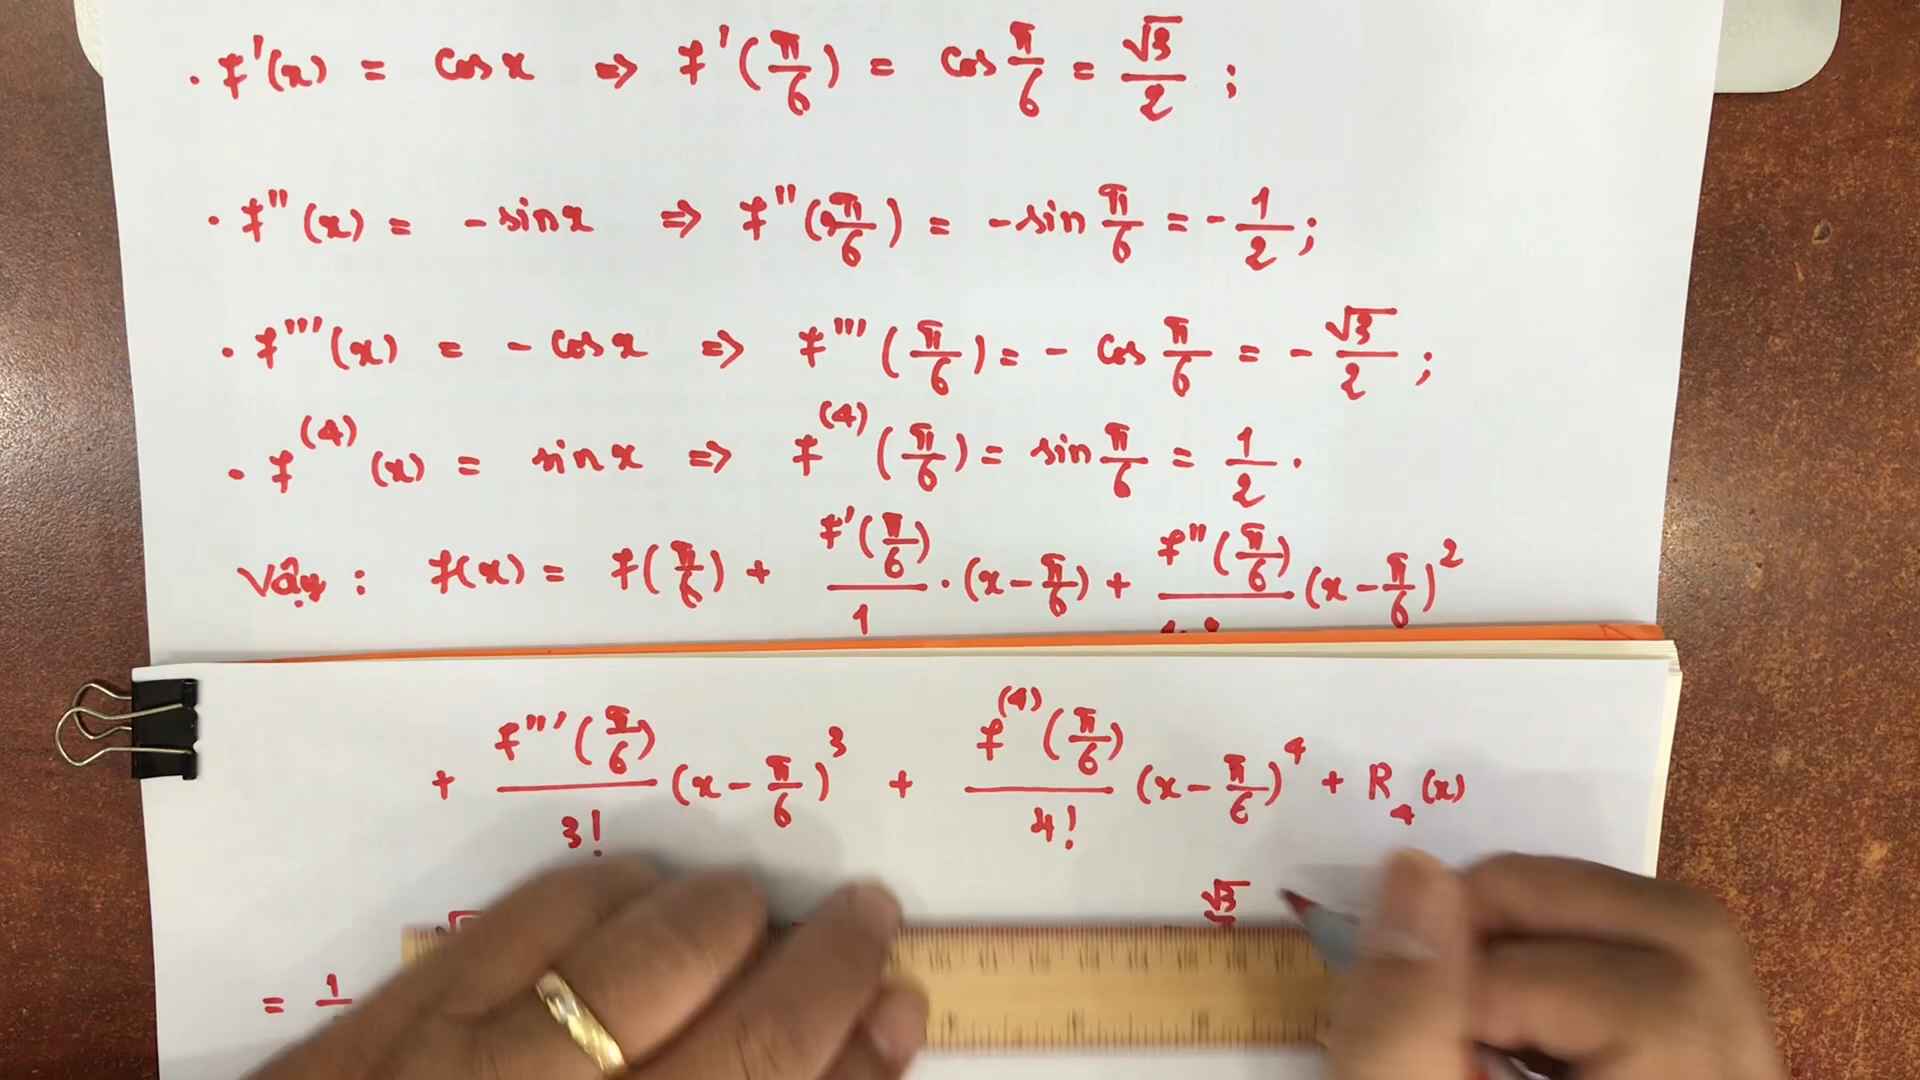 · f'(x) = cos x ⇒ f'(π/6) = cos π/6 = √3/2 ;
· f''(x) = - sin x ⇒ f''(π/6) = - sin π/6 = - 1/2 ;
· f'''(x) = - cos x ⇒ f'''(π/6) = - cos π/6 = - √3/2 ;
· f⁽⁴⁾(x) = sin x ⇒ f⁽⁴⁾(π/6) = sin π/6 = 1/2 .
Vậy : f(x) = f(π/6) + f'(π/6)/1 · (x - π/6) + f''(π/6)/ (x - π/6)²
+ f'''(π/6)/3! (x - π/6)³ + f⁽⁴⁾(π/6)/4! (x - π/6)⁴ + R₄(x)
= 1 √3